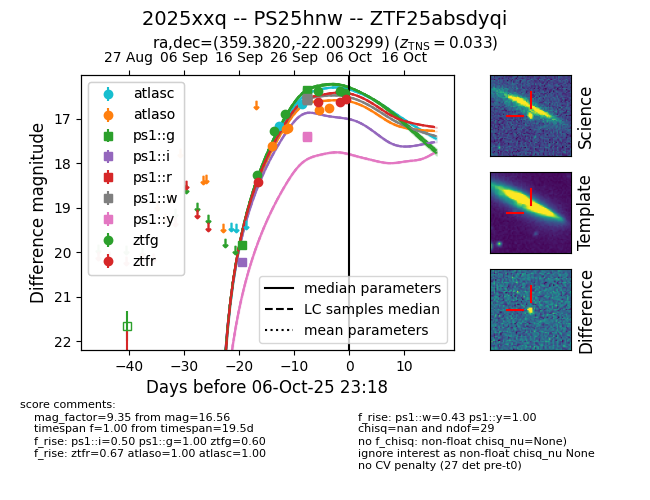 2025xxq -- PS25hnw -- ZTF25absdyqi
ra,dec=(359.3820,-22.003299) (z_TNS = 0.033)
27 Aug 06 Sep 16 Sep 26 Sep 06 Oct 16 Oct
Difference magnitude
17
18
19
20
21
22
atlasc
atlaso
ps1::g
ps1::i
ps1::r
ps1::w
ps1::y
ztfg
ztfr
median parameters
LC samples median
mean parameters
−40 −30 −20 −10 0 10
Days before 06-Oct-25 23:18
Science
Template
Difference
score comments:
mag_factor=9.35 from mag=16.56
timespan f=1.00 from timespan=19.5d
f_rise: ps1::i=0.50 ps1::g=1.00 ztfg=0.60
f_rise: ztfr=0.67 atlaso=1.00 atlasc=1.00
f_rise: ps1::w=0.43 ps1::y=1.00
chisq=nan and ndof=29
no f_chisq: non-float chisq_nu=None)
ignore interest as non-float chisq_nu None
no CV penalty (27 det pre-t0)